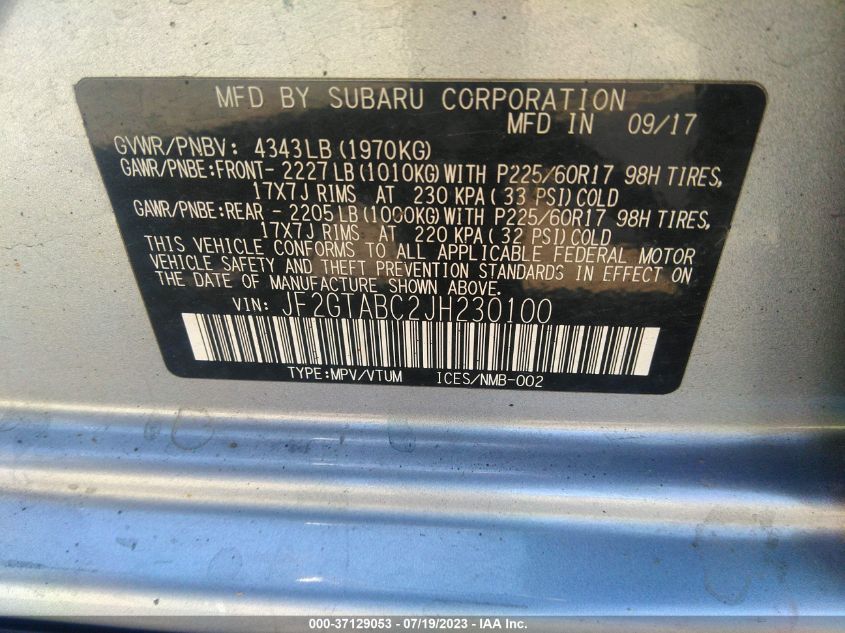 MFD BY SUBARU CORPORATION
MFD IN 09/17
GVWR/PNBV: 4343LB (1970KG)
GAWR/PNBE:FRONT- 2227 LB (1010KG) WITH P225/60R17 98H TIRES,
17X7J RIMS AT 230 KPA ( 33 PSI) COLD
GAWR/PNBE:REAR - 2205 LB (1000KG) WITH P225/60R17 98H TIRES,
17X7J RIMS AT 220 KPA ( 32 PSI) COLD
THIS VEHICLE CONFORMS TO ALL APPLICABLE FEDERAL MOTOR
VEHICLE SAFETY AND THEFT PREVENTION STANDARDS IN EFFECT ON
THE DATE OF MANUFACTURE SHOWN ABOVE.
VIN: JF2GTABC2JH230100
TYPE:MPV/VTUM ICES/NMB-002
000-37129053 - 07/19/2023 - IAA Inc.